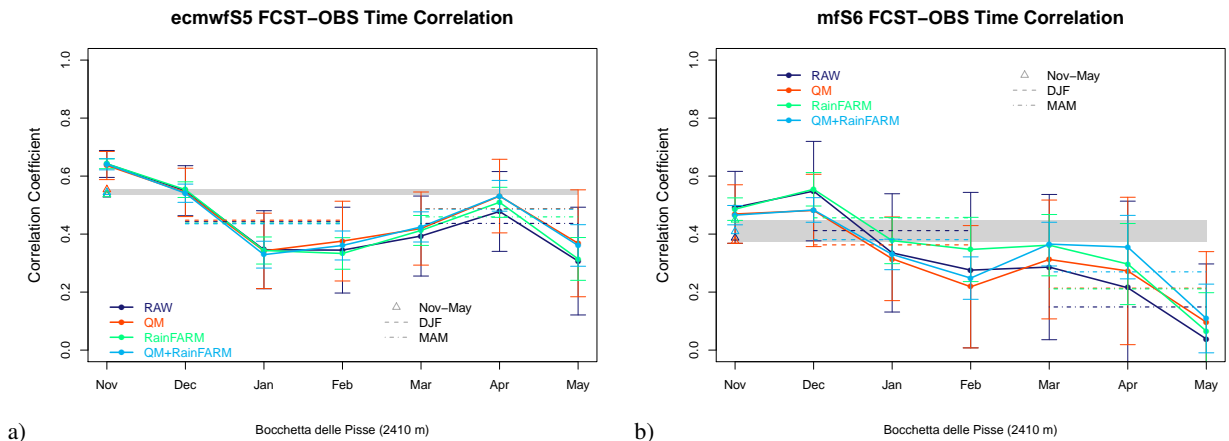 ecmwfS5 FCST−OBS Time Correlation
Correlation Coefficient
1.0
0.8
0.6
0.4
0.2
0.0
RAW
QM
RainFARM
QM+RainFARM
Nov−May
DJF
MAM
Nov Dec Jan Feb Mar Apr May
Bocchetta delle Pisse (2410 m)
a)
mfS6 FCST−OBS Time Correlation
Correlation Coefficient
1.0
0.8
0.6
0.4
0.2
0.0
RAW
QM
RainFARM
QM+RainFARM
Nov−May
DJF
MAM
Nov Dec Jan Feb Mar Apr May
Bocchetta delle Pisse (2410 m)
b)